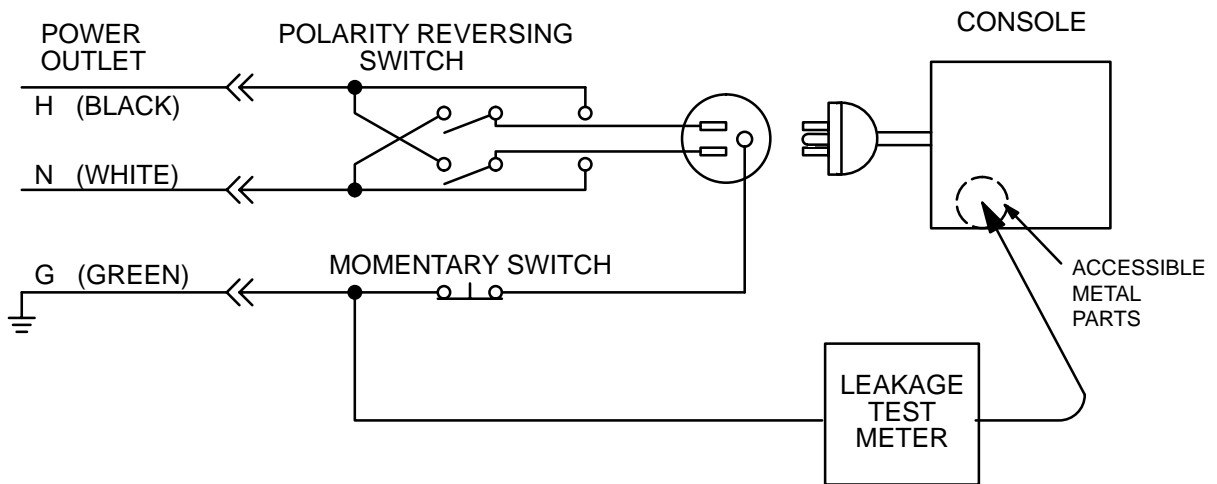 POWER
OUTLET
POLARITY REVERSING
SWITCH
CONSOLE
H (BLACK)
N (WHITE)
G (GREEN)
MOMENTARY SWITCH
ACCESSIBLE
METAL
PARTS
LEAKAGE
TEST
METER